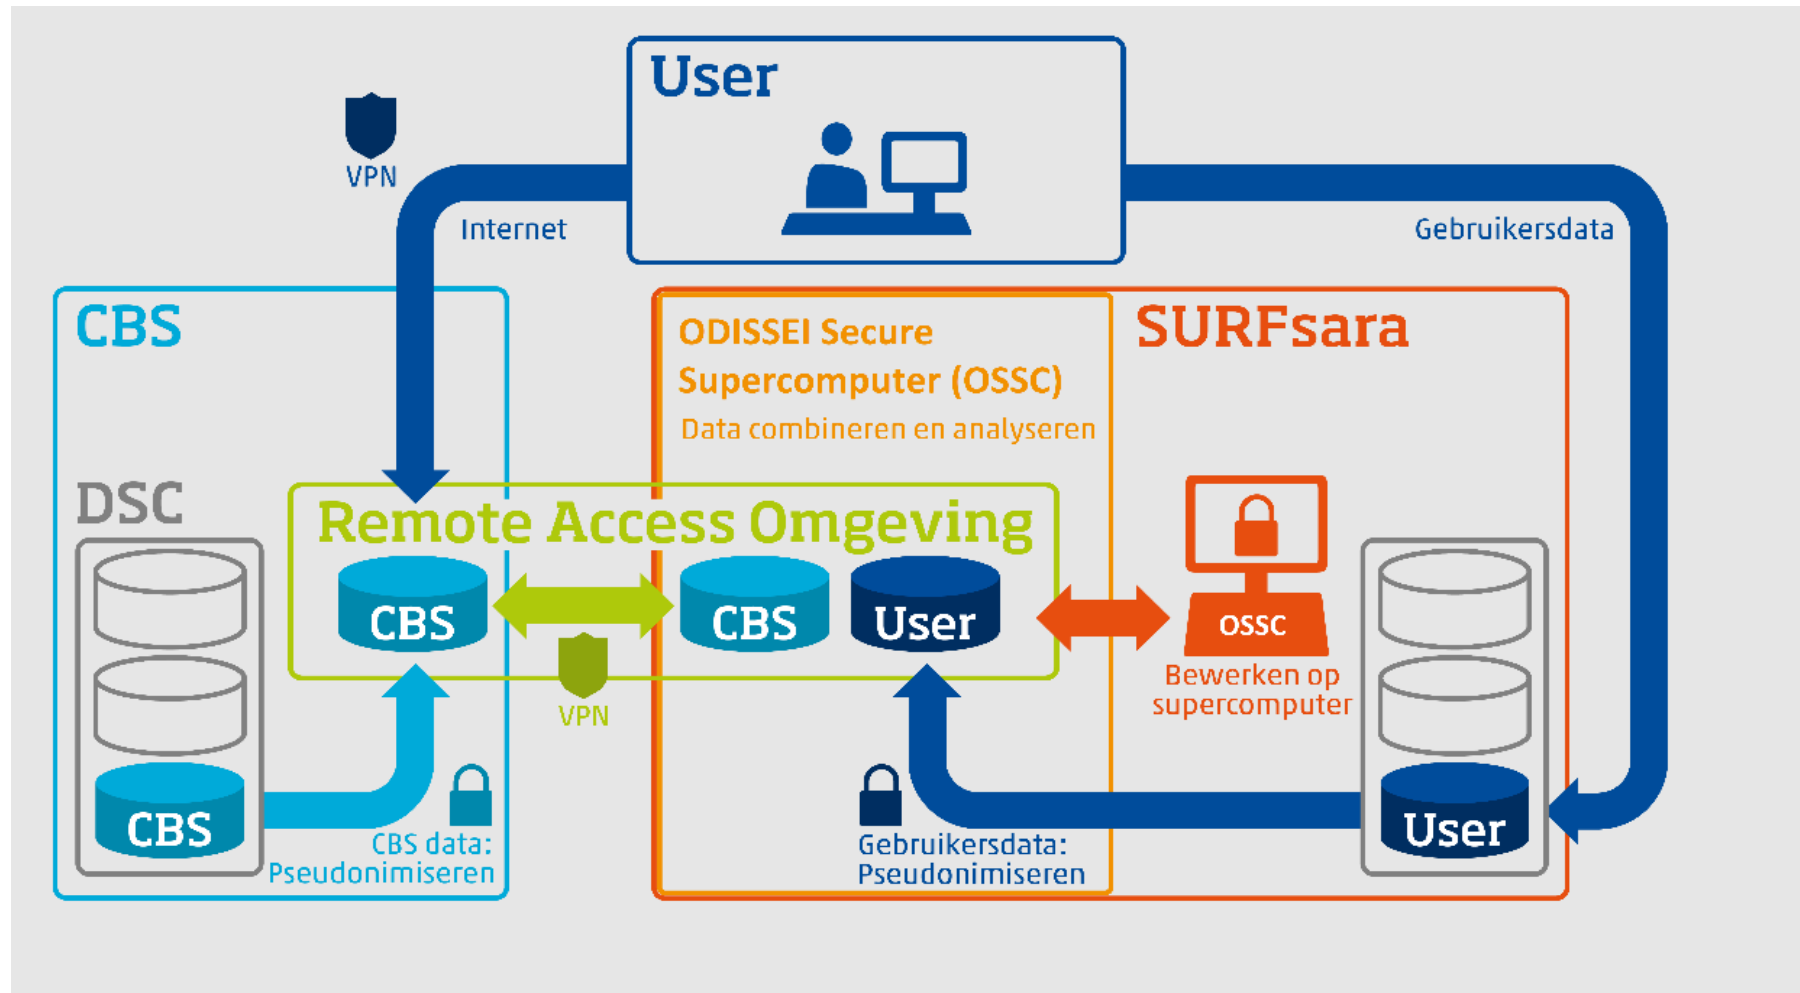 User
VPN
Internet
Gebruikersdata
CBS
ODISSEI Secure
Supercomputer (OSSC)
Data combineren en analyseren
SURFsara
DSC
Remote Access Omgeving
CBS
CBS
User
OSSC
Bewerken op
supercomputer
VPN
CBS
CBS data:
Pseudonimiseren
Gebruikersdata:
Pseudonimiseren
User